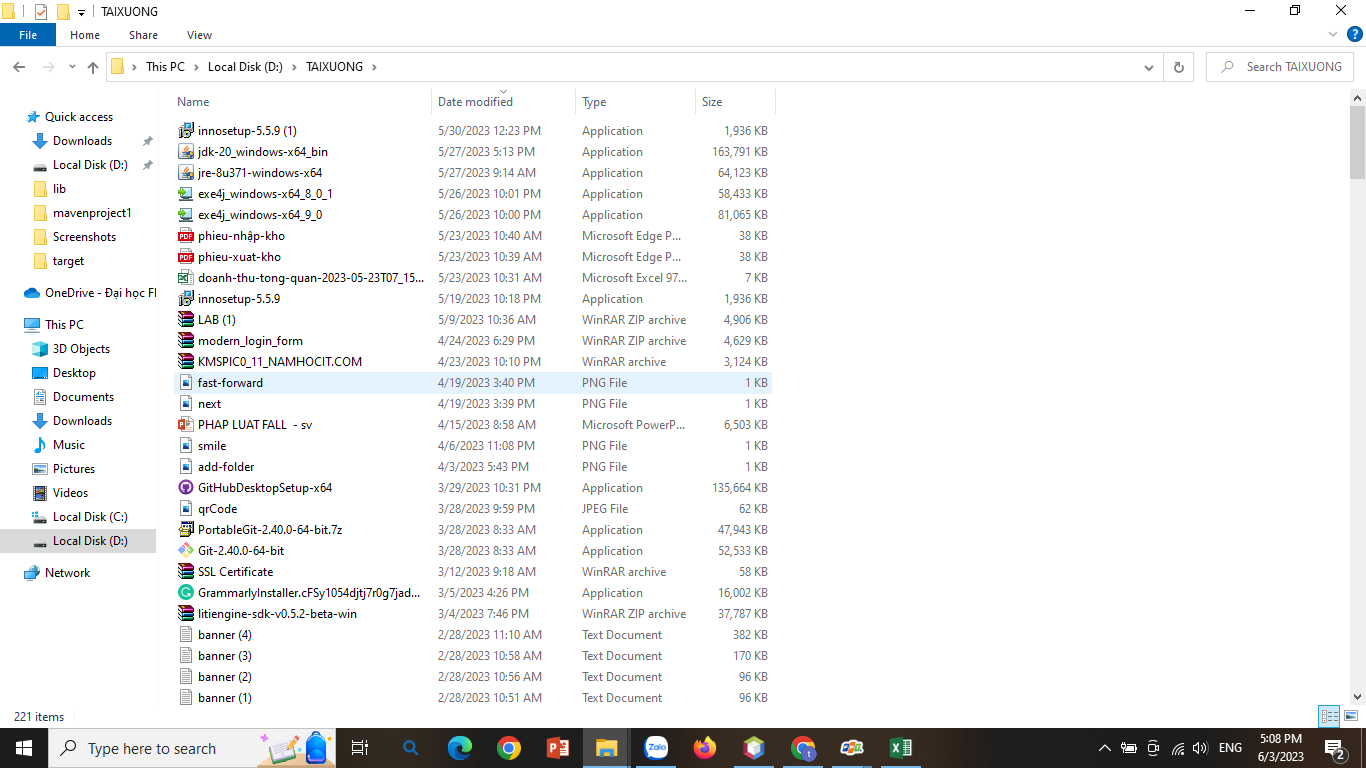 TAIXUONG
File Home Share View
This PC Local Disk (D:) TAIXUONG Search TAIXUONG
Name Date modified Type Size
Quick access
Downloads
Local Disk (D:)
lib
mavenproject1
Screenshots
target
OneDrive - Đại học FI
This PC
3D Objects
Desktop
Documents
Downloads
Music
Pictures
Videos
Local Disk (C:)
Local Disk (D:)
Network
innosetup-5.5.9 (1) 5/30/2023 12:23 PM Application 1,936 KB
jdk-20_windows-x64_bin 5/27/2023 5:13 PM Application 163,791 KB
jre-8u371-windows-x64 5/27/2023 9:14 AM Application 64,123 KB
exe4j_windows-x64_8_0_1 5/26/2023 10:01 PM Application 58,433 KB
exe4j_windows-x64_9_0 5/26/2023 10:00 PM Application 81,065 KB
phieu-nhập-kho 5/23/2023 10:40 AM Microsoft Edge P... 38 KB
phieu-xuat-kho 5/23/2023 10:39 AM Microsoft Edge P... 38 KB
doanh-thu-tong-quan-2023-05-23T07_15... 5/23/2023 10:31 AM Microsoft Excel 97... 7 KB
innosetup-5.5.9 5/19/2023 10:18 PM Application 1,936 KB
LAB (1) 5/9/2023 10:36 AM WinRAR ZIP archive 4,906 KB
modern_login_form 4/24/2023 6:29 PM WinRAR ZIP archive 4,629 KB
KMSPIC0_11_NAMHOCIT.COM 4/23/2023 10:10 PM WinRAR archive 3,124 KB
fast-forward 4/19/2023 3:40 PM PNG File 1 KB
next 4/19/2023 3:39 PM PNG File 1 KB
PHAP LUAT FALL - sv 4/15/2023 8:58 AM Microsoft PowerP... 6,503 KB
smile 4/6/2023 11:08 PM PNG File 1 KB
add-folder 4/3/2023 5:43 PM PNG File 1 KB
GitHubDesktopSetup-x64 3/29/2023 10:31 PM Application 135,664 KB
qrCode 3/28/2023 9:59 PM JPEG File 62 KB
PortableGit-2.40.0-64-bit.7z 3/28/2023 8:33 AM Application 47,943 KB
Git-2.40.0-64-bit 3/28/2023 8:33 AM Application 52,533 KB
SSL Certificate 3/12/2023 9:18 AM WinRAR archive 58 KB
GrammarlyInstaller.cFSy1054djtj7r0g7jad... 3/5/2023 4:26 PM Application 16,002 KB
litiengine-sdk-v0.5.2-beta-win 3/4/2023 7:46 PM WinRAR ZIP archive 37,787 KB
banner (4) 2/28/2023 11:10 AM Text Document 382 KB
banner (3) 2/28/2023 10:58 AM Text Document 170 KB
banner (2) 2/28/2023 10:56 AM Text Document 96 KB
banner (1) 2/28/2023 10:51 AM Text Document 96 KB
221 items
Type here to search
Zalo
ENG
5:08 PM
6/3/2023
2